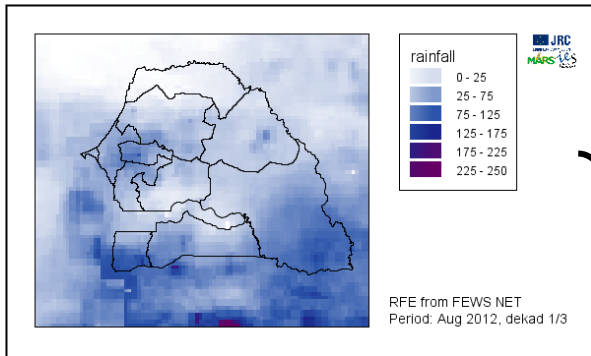 rainfall
0 - 25
25 - 75
75 - 125
125 - 175
175 - 225
225 - 250
JRC
MARS
ies
RFE from FEWS NET
Period: Aug 2012, dekad 1/3